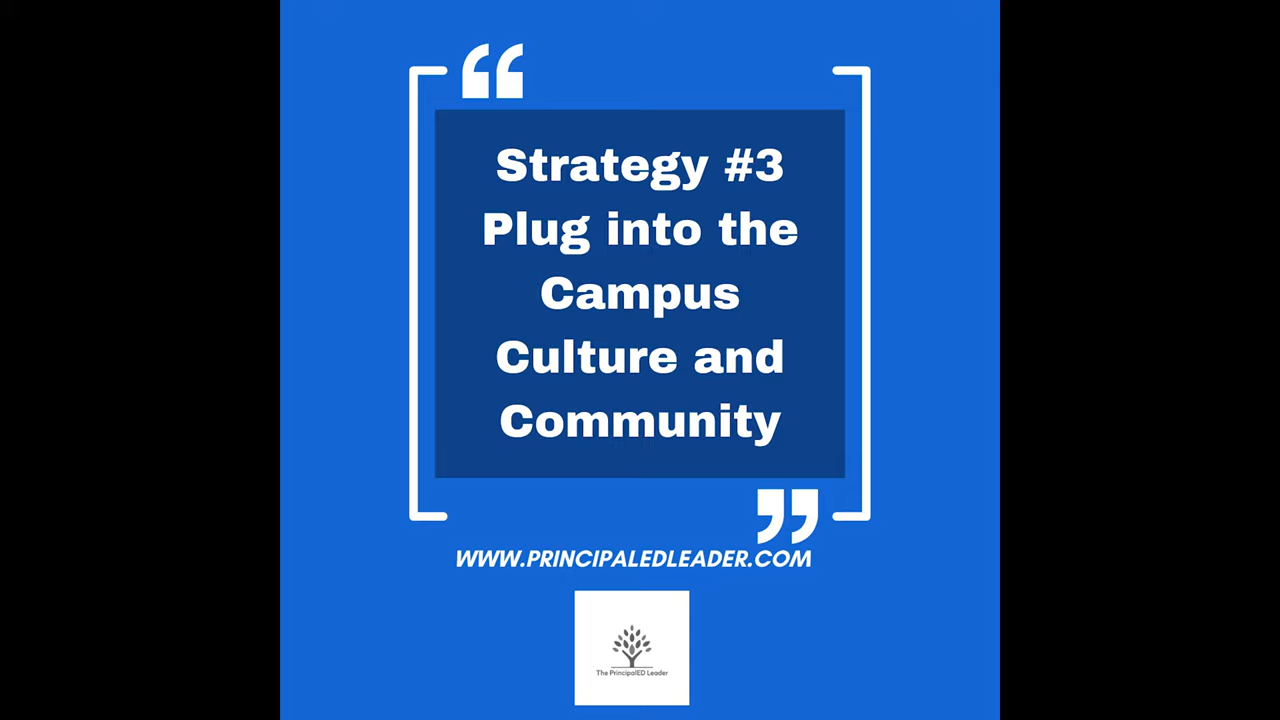 “
Strategy #3
Plug into the
Campus
Culture and
Community
”
WWW.PRINCIPALEDLEADER.COM
The PrincipalED Leader